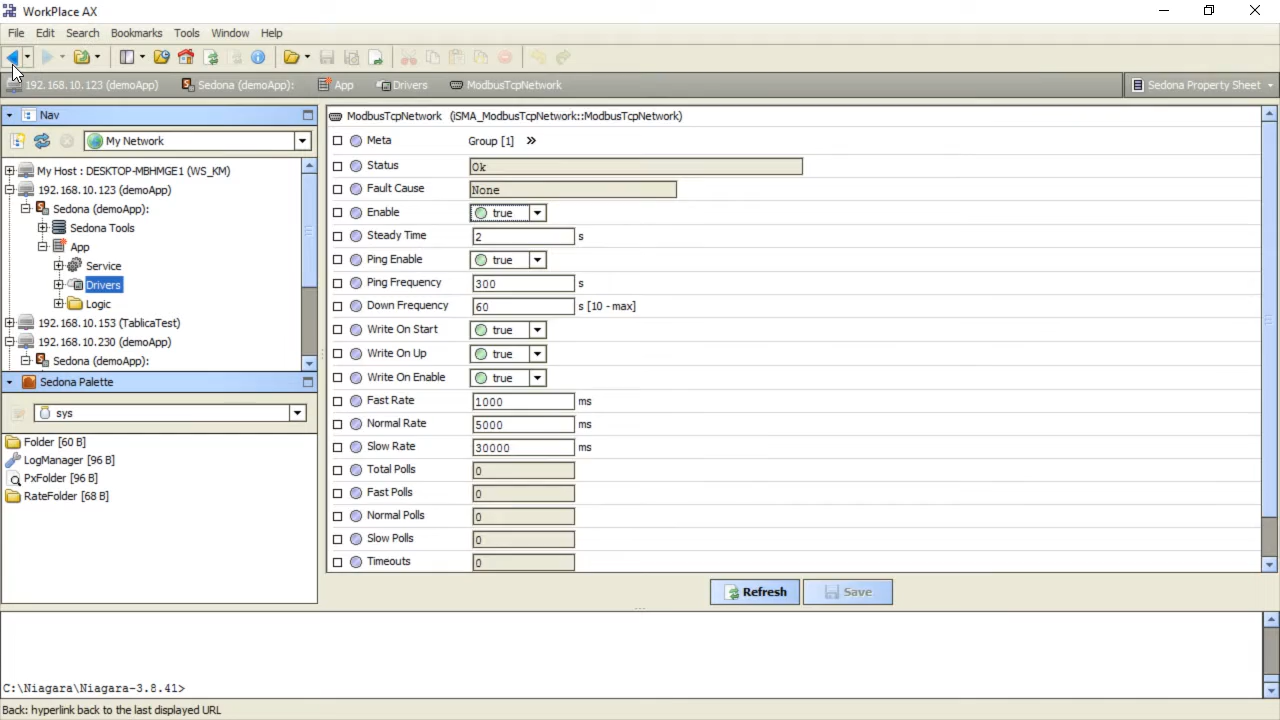 WorkPlace AX
File Edit Search Bookmarks Tools Window Help
192.168.10.123 (demoApp) Sedona (demoApp): App Drivers ModbusTcpNetwork Sedona Property Sheet
Nav
My Network
My Host : DESKTOP-MBHMGE1 (WS_KM)
192.168.10.123 (demoApp)
Sedona (demoApp):
Sedona Tools
App
Service
Drivers
Logic
192.168.10.153 (TablicaTest)
192.168.10.230 (demoApp)
Sedona (demoApp):
Sedona Palette
sys
Folder [60 B]
LogManager [96 B]
PxFolder [96 B]
RateFolder [68 B]
ModbusTcpNetwork (iSMA_ModbusTcpNetwork::ModbusTcpNetwork)
Meta Group [1] »
Status Ok
Fault Cause None
Enable true
Steady Time 2 s
Ping Enable true
Ping Frequency 300 s
Down Frequency 60 s [10 - max]
Write On Start true
Write On Up true
Write On Enable true
Fast Rate 1000 ms
Normal Rate 5000 ms
Slow Rate 30000 ms
Total Polls 0
Fast Polls 0
Normal Polls 0
Slow Polls 0
Timeouts 0
Refresh Save
C:\Niagara\Niagara-3.8.41>
Back: hyperlink back to the last displayed URL